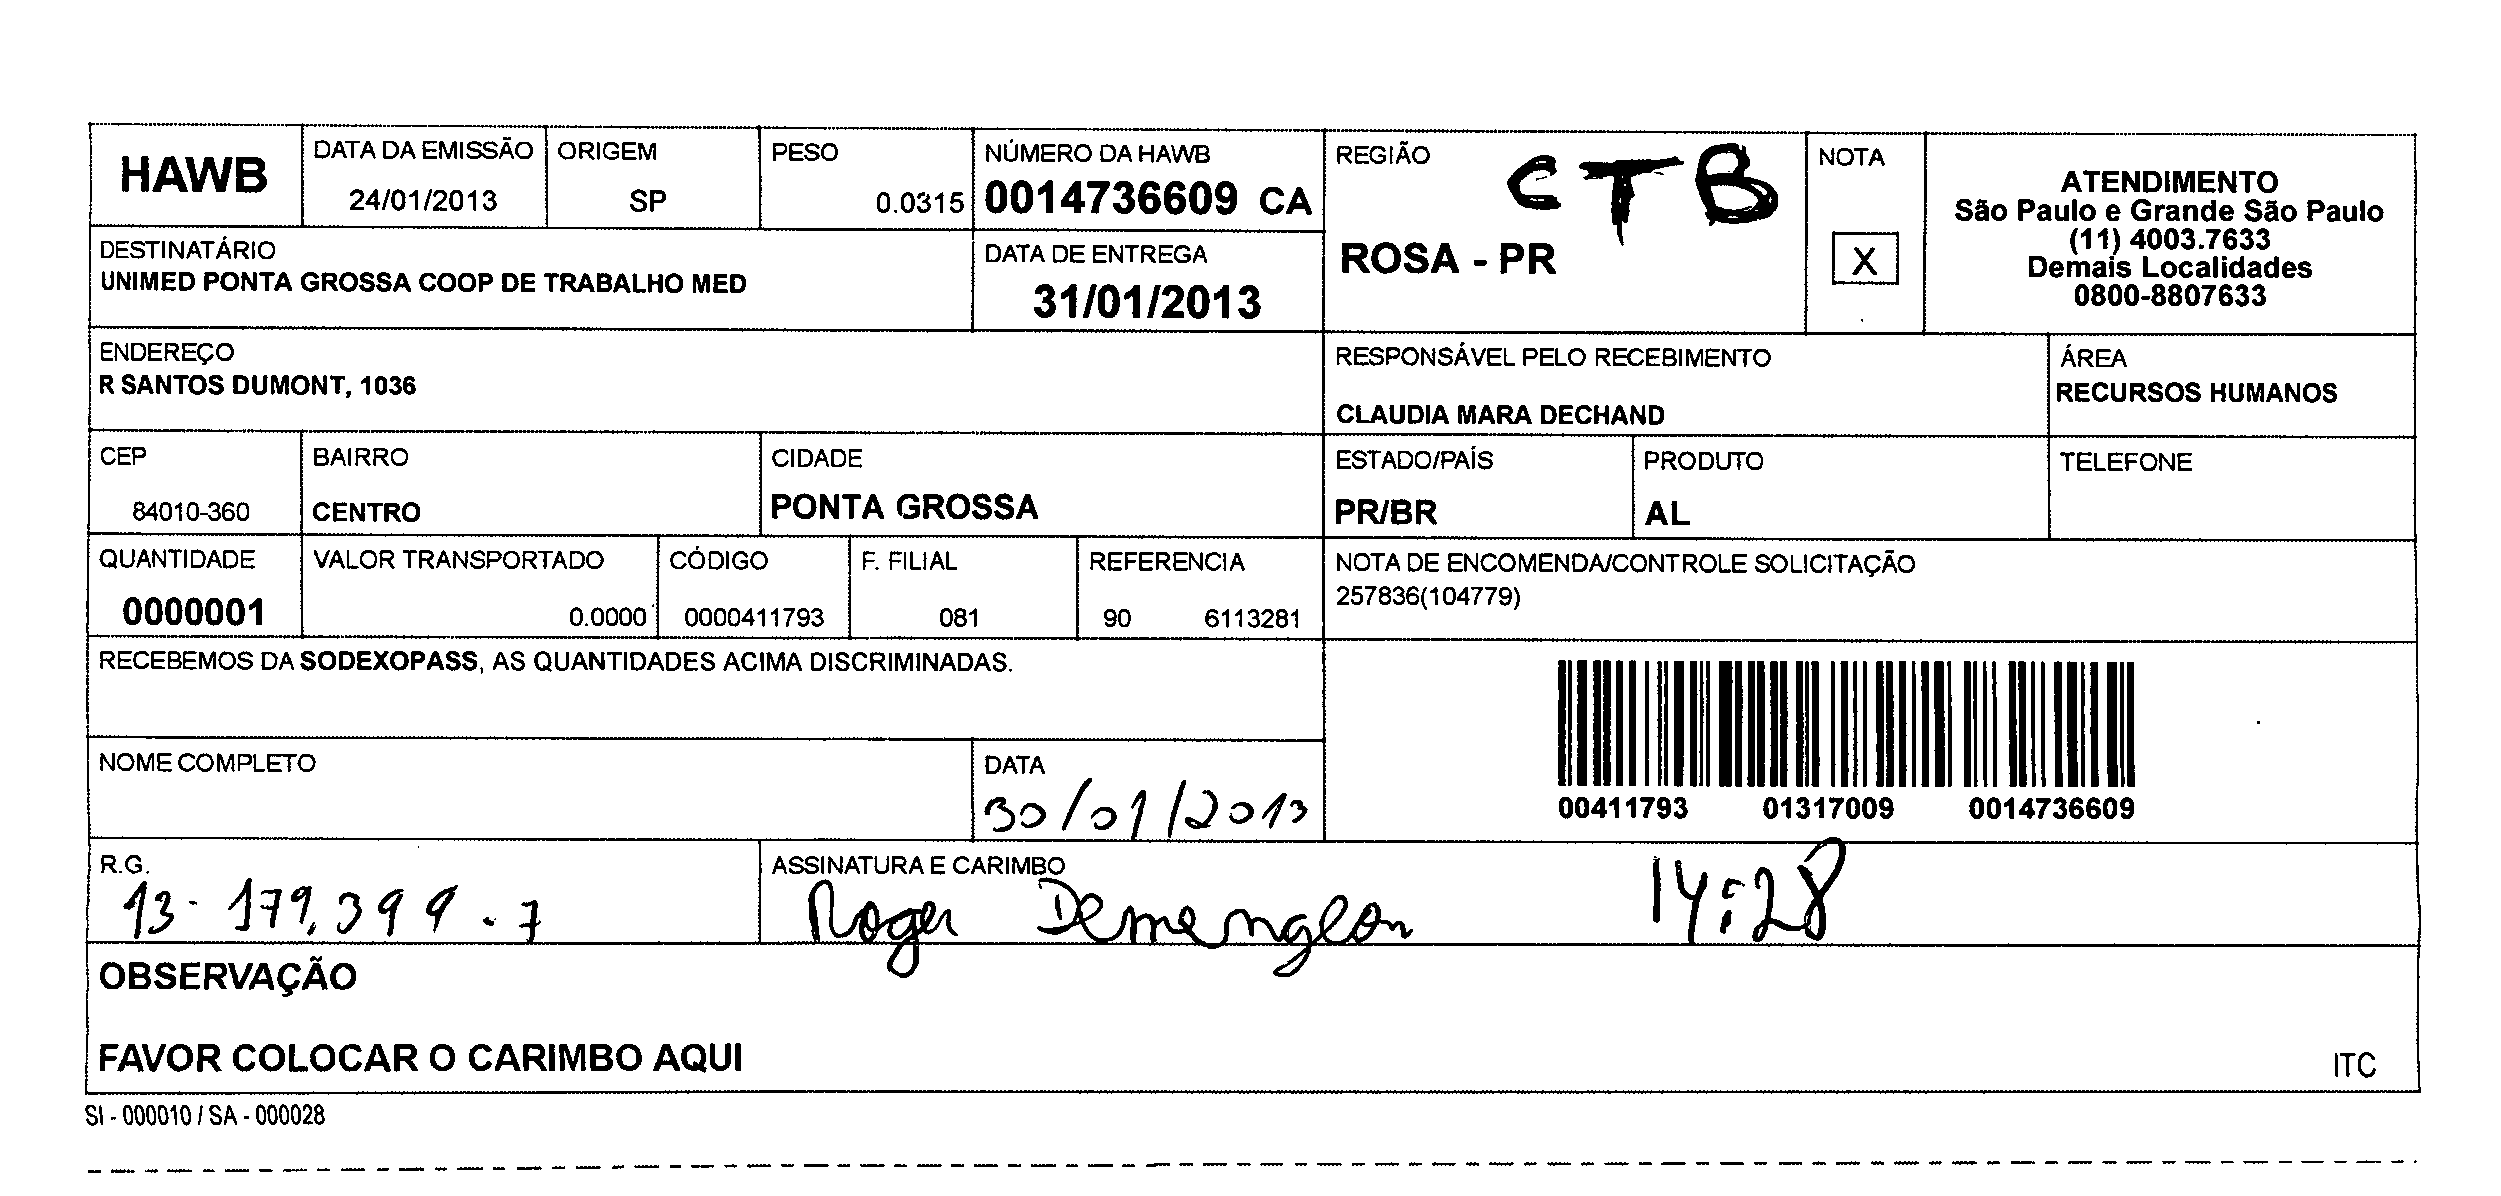 HAWB
DATA DA EMISSÃO
24/01/2013
ORIGEM
SP
PESO
0.0315
NÚMERO DA HAWB
0014736609 CA
REGIÃO
CTB
ROSA - PR
NOTA
X
ATENDIMENTO
São Paulo e Grande São Paulo
(11) 4003.7633
Demais Localidades
0800-8807633
DESTINATÁRIO
UNIMED PONTA GROSSA COOP DE TRABALHO MED
DATA DE ENTREGA
31/01/2013
ENDEREÇO
R SANTOS DUMONT, 1036
RESPONSÁVEL PELO RECEBIMENTO
CLAUDIA MARA DECHAND
ÁREA
RECURSOS HUMANOS
CEP
84010-360
BAIRRO
CENTRO
CIDADE
PONTA GROSSA
ESTADO/PAÍS
PR/BR
PRODUTO
AL
TELEFONE
QUANTIDADE
0000001
VALOR TRANSPORTADO
0.0000
CÓDIGO
0000411793
F. FILIAL
081
REFERENCIA
90 6113281
NOTA DE ENCOMENDA/CONTROLE SOLICITAÇÃO
257836(104779)
RECEBEMOS DA SODEXOPASS, AS QUANTIDADES ACIMA DISCRIMINADAS.
00411793 01317009 0014736609
NOME COMPLETO
DATA
30/01/2013
R.G.
13.179.399.7
ASSINATURA E CARIMBO
Roger Demenglon
14:28
OBSERVAÇÃO
FAVOR COLOCAR O CARIMBO AQUI
ITC
SI - 000010 / SA - 000028